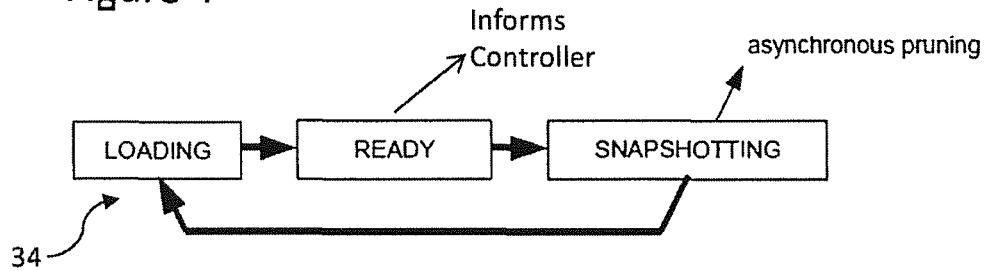 Informs
Controller
asynchronous pruning
LOADING
READY
SNAPSHOTTING
34